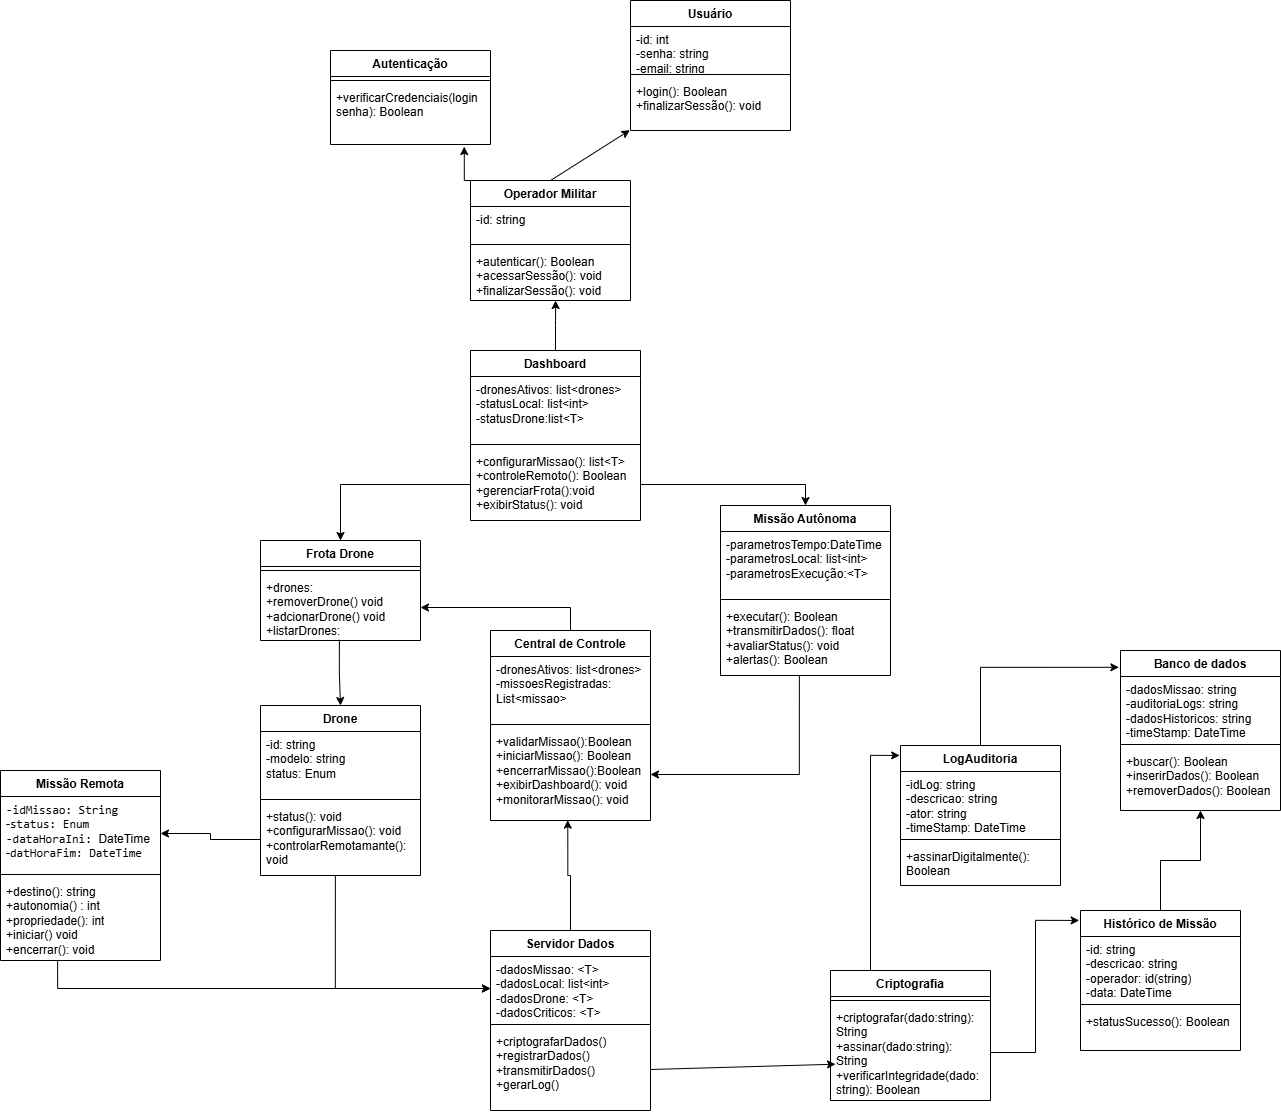 Usuário
-id: int
-senha: string
-email: string
+login(): Boolean
+finalizarSessão(): void
Autenticação
+verificarCredenciais(login
senha): Boolean
Operador Militar
-id: string
+autenticar(): Boolean
+acessarSessão(): void
+finalizarSessão(): void
Dashboard
-dronesAtivos: list<drones>
-statusLocal: list<int>
-statusDrone:list<T>
+configurarMissao(): list<T>
+controleRemoto(): Boolean
+gerenciarFrota():void
+exibirStatus(): void
Missão Autônoma
-parametrosTempo:DateTime
-parametrosLocal: list<int>
-parametrosExecução:<T>
+executar(): Boolean
+transmitirDados(): float
+avaliarStatus(): void
+alertas(): Boolean
Frota Drone
+drones:
+removerDrone() void
+adcionarDrone() void
+listarDrones:
Central de Controle
-dronesAtivos: list<drones>
-missoesRegistradas:
List<missao>
+validarMissao():Boolean
+iniciarMissao(): Boolean
+encerrarMissao():Boolean
+exibirDashboard(): void
+monitorarMissao(): void
Drone
-id: string
-modelo: string
status: Enum
+status(): void
+configurarMissao(): void
+controlarRemotamante():
void
Missão Remota
-idMissao: String
-status: Enum
-dataHoraIni: DateTime
-datHoraFim: DateTime
+destino(): string
+autonomia() : int
+propriedade(): int
+iniciar() void
+encerrar(): void
Banco de dados
-dadosMissao: string
-auditoriaLogs: string
-dadosHistoricos: string
-timeStamp: DateTime
+buscar(): Boolean
+inserirDados(): Boolean
+removerDados(): Boolean
LogAuditoria
-idLog: string
-descricao: string
-ator: string
-timeStamp: DateTime
+assinarDigitalmente():
Boolean
Histórico de Missão
-id: string
-descricao: string
-operador: id(string)
-data: DateTime
+statusSucesso(): Boolean
Servidor Dados
-dadosMissao: <T>
-dadosLocal: list<int>
-dadosDrone: <T>
-dadosCriticos: <T>
+criptografarDados()
+registrarDados()
+transmitirDados()
+gerarLog()
Criptografia
+criptografar(dado:string):
String
+assinar(dado:string):
String
+verificarIntegridade(dado:
string): Boolean